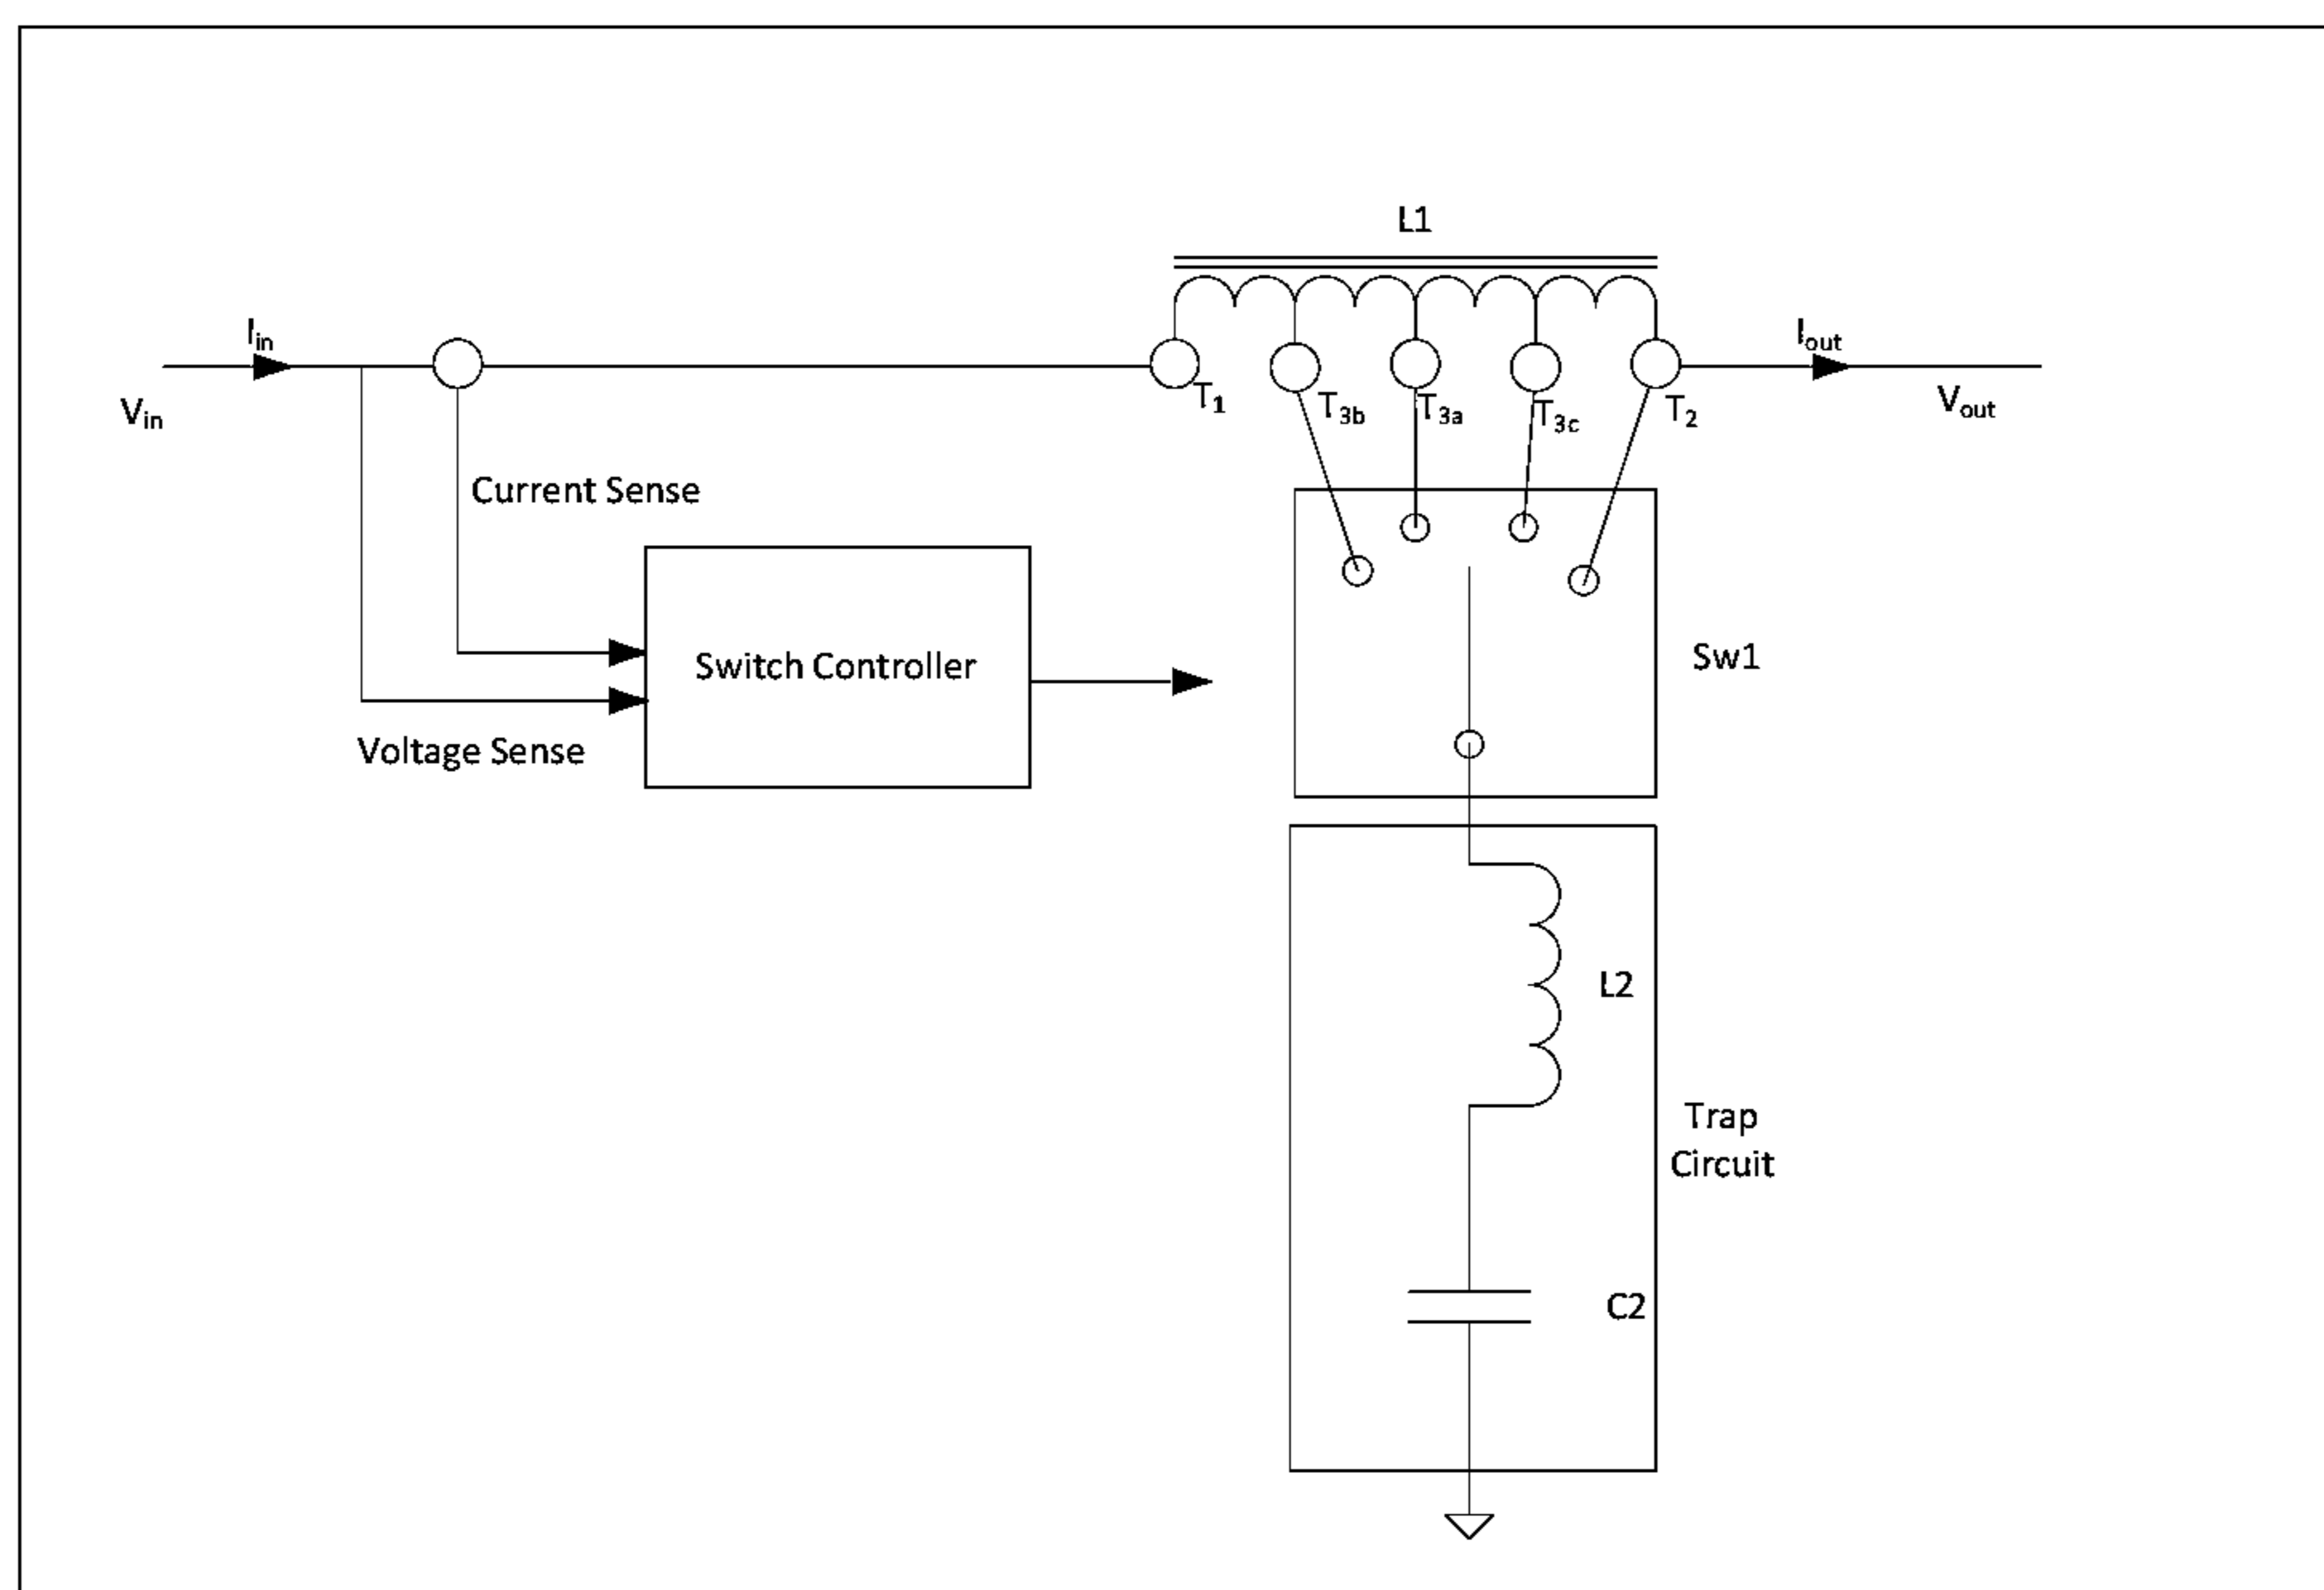 L1
Iin
Iout
Vin
T1
T3b
T3a
T3c
T2
Vout
Current Sense
Switch Controller
Sw1
Voltage Sense
L2
Trap
Circuit
C2